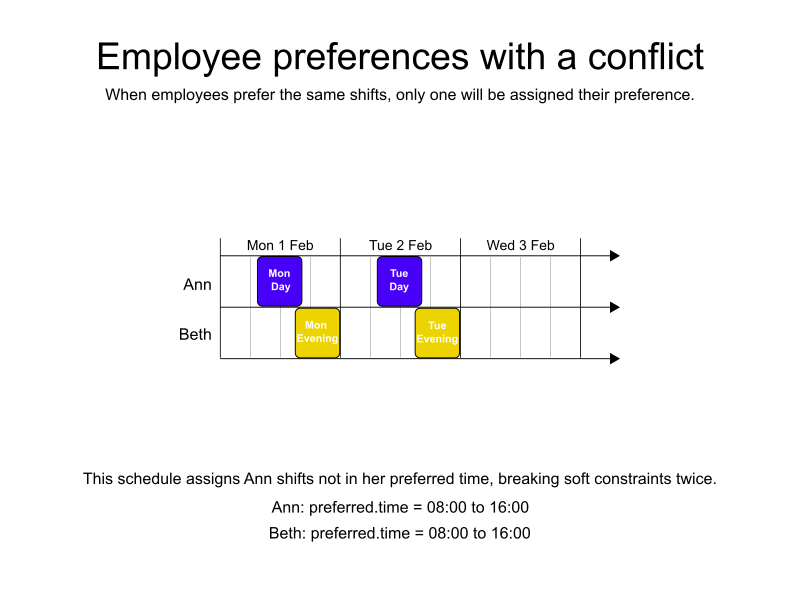 Employee preferences with a conflict
When employees prefer the same shifts, only one will be assigned their preference.
Mon 1 Feb Tue 2 Feb Wed 3 Feb
Ann
Mon
Day
Tue
Day
Beth
Mon
Evening
Tue
Evening
This schedule assigns Ann shifts not in her preferred time, breaking soft constraints twice.
Ann: preferred.time = 08:00 to 16:00
Beth: preferred.time = 08:00 to 16:00